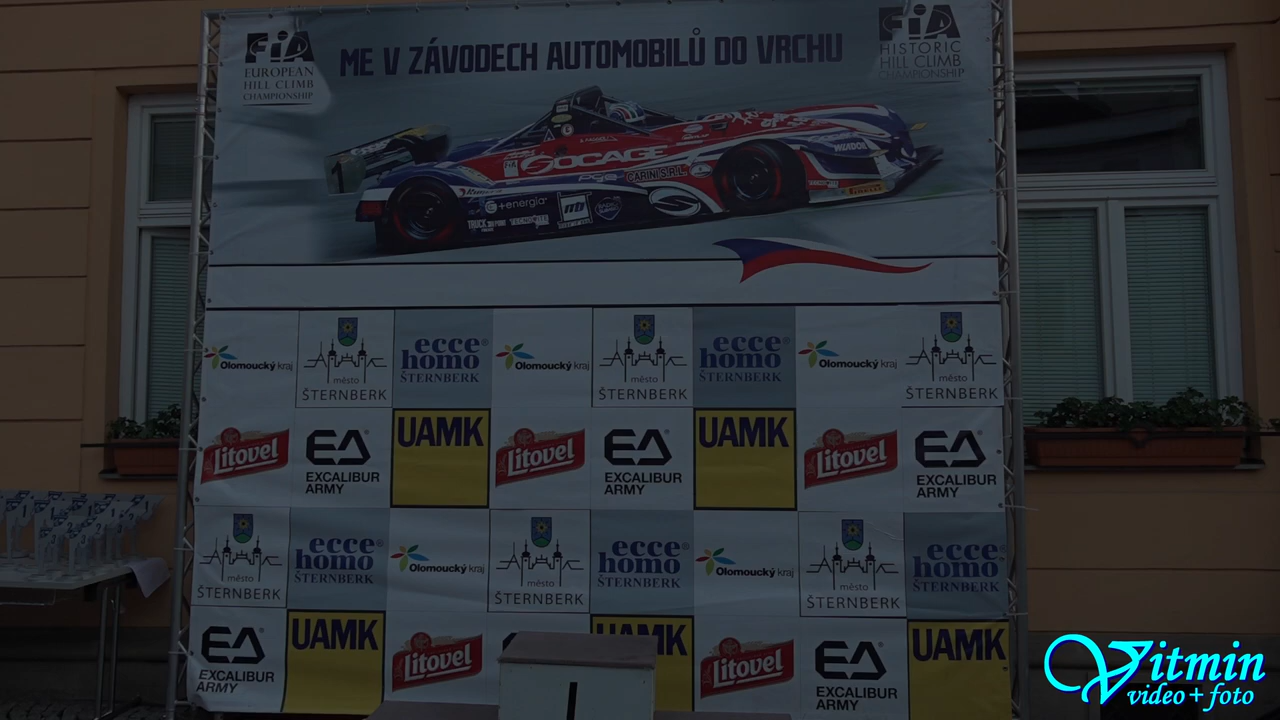 FIA
EUROPEAN
HILL CLIMB
CHAMPIONSHIP
ME V ZÁVODECH AUTOMOBILŮ DO VRCHU
FIA
HISTORIC
HILL CLIMB
CHAMPIONSHIP
SOCAGE
CARINI S.R.L.
e+energia
PIRELLI
Olomoucký kraj
město
ŠTERNBERK
ecce
homo®
ŠTERNBERK
Olomoucký kraj
město
ŠTERNBERK
ecce
homo®
ŠTERNBERK
Olomoucký kraj
město
ŠTERNBERK
Litovel
EXCALIBUR
ARMY
UAMK
Litovel
EXCALIBUR
ARMY
UAMK
Litovel
EXCALIBUR
ARMY
město
ŠTERNBERK
ecce
homo®
ŠTERNBERK
Olomoucký kraj
město
ŠTERNBERK
ecce
homo®
ŠTERNBERK
Olomoucký kraj
město
ŠTERNBERK
ecce
homo®
ŠTERNBERK
EXCALIBUR
ARMY
UAMK
Litovel
UAMK
Litovel
EXCALIBUR
ARMY
UAMK
1
Vitmin
video+foto